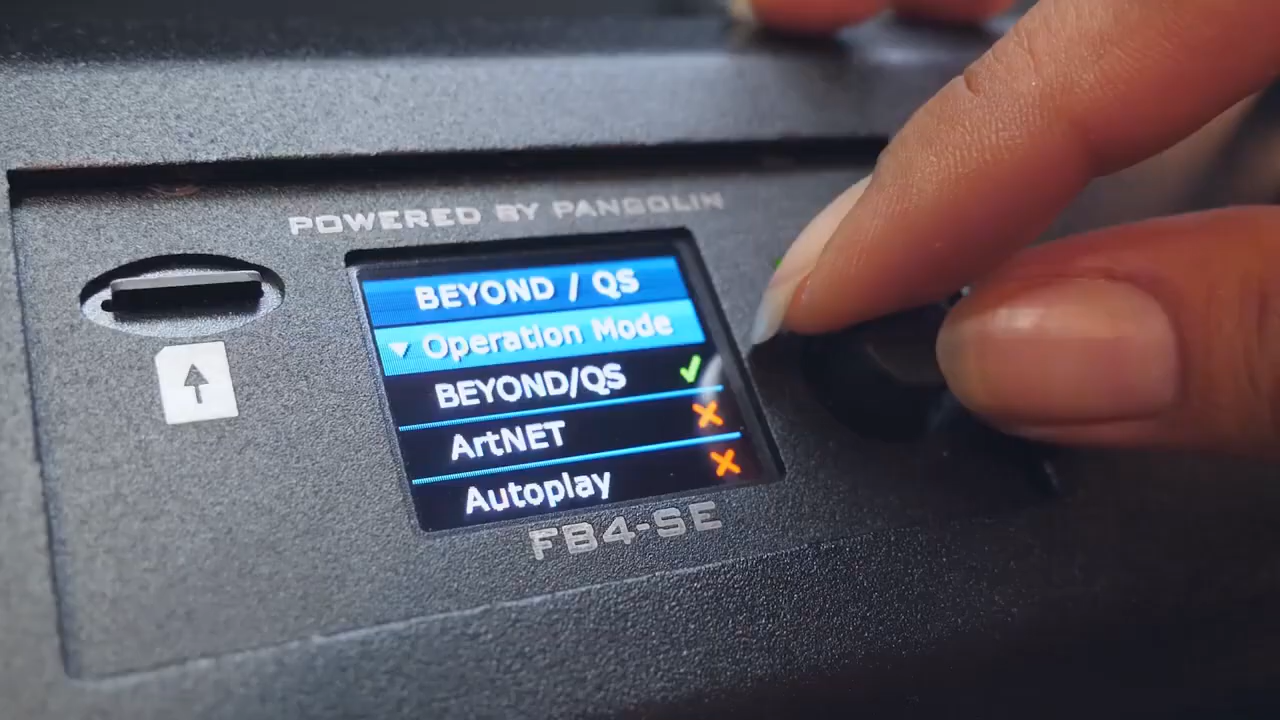 POWERED BY PANGOLIN
BEYOND / QS
Operation Mode
BEYOND/QS
ArtNET
Autoplay
FB4-SE